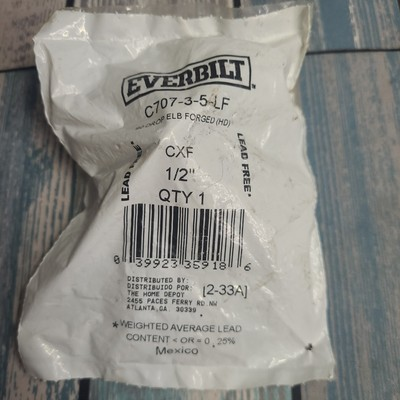 EVERBILT.
C707-3-5-LF
DROP ELB FORGED (HD)
CXF
1/2"
QTY 1
LEAD FREE*
LEAD
0 39923 35918 6
DISTRIBUTED BY:
DISTRIBUIDO POR:
THE HOME DEPOT
2455 PACES FERRY RD NW
ATLANTA,GA 30339
[2-33A]
*WEIGHTED AVERAGE LEAD
CONTENT < OR = 0.25%
Mexico